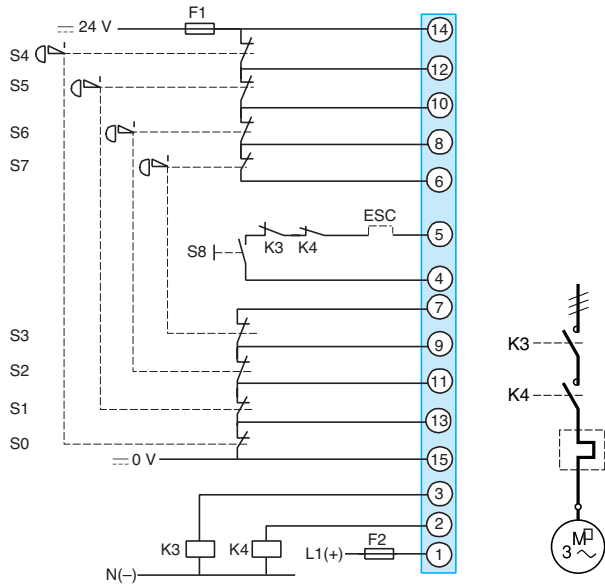 F1
24 V
14
S4
12
S5
10
S6
8
S7
6
ESC
5
S8 K3 K4
4
7
S3
9
S2
11
S1
13
S0
0 V
15
3
2
K3 K4
L1(+) F2
1
N(–)
K3
K4
M
3 ~